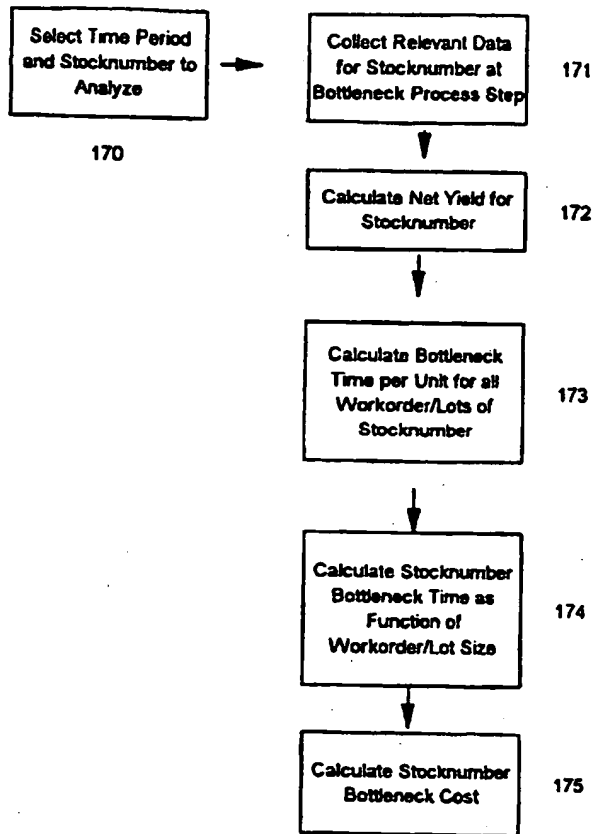 Select Time Period
and Stocknumber to
Analyze
170
Collect Relevant Data
for Stocknumber at
Bottleneck Process Step
171
Calculate Net Yield for
Stocknumber
172
Calculate Bottleneck
Time per Unit for all
Workorder/Lots of
Stocknumber
173
Calculate Stocknumber
Bottleneck Time as
Function of
Workorder/Lot Size
174
Calculate Stocknumber
Bottleneck Cost
175